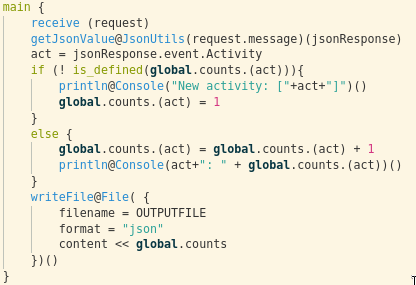 main {
    receive (request)
    getJsonValue@JsonUtils(request.message)(jsonResponse)
    act = jsonResponse.event.Activity
    if (! is_defined(global.counts.(act))){
        println@Console("New activity: ["+act+"]")()
        global.counts.(act) = 1
    }
    else {
        global.counts.(act) = global.counts.(act) + 1
        println@Console(act+": " + global.counts.(act))()
    }
    writeFile@File( {
        filename = OUTPUTFILE
        format = "json"
        content << global.counts
    })()
}